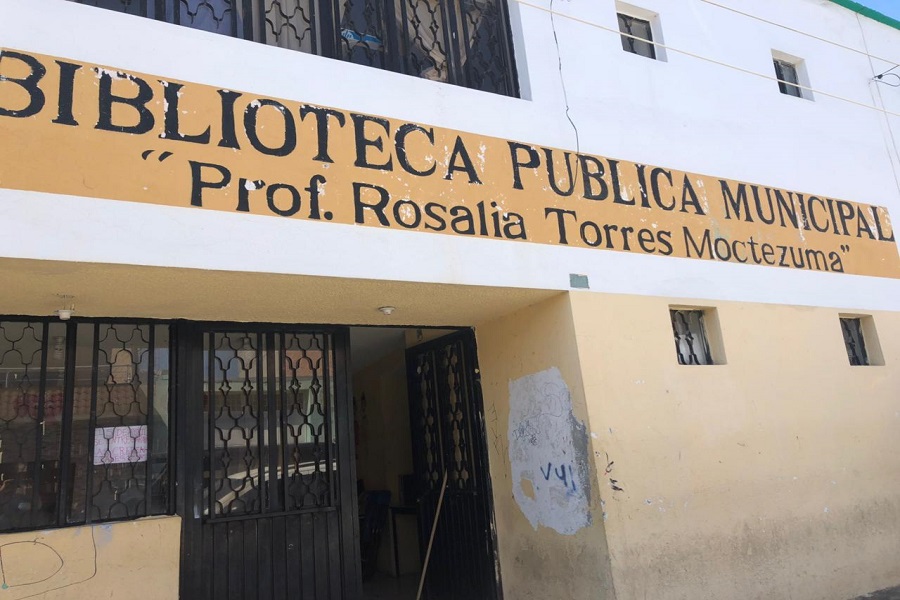 BIBLIOTECA PUBLICA MUNICIPAL
"Prof. Rosalia Torres Moctezuma"